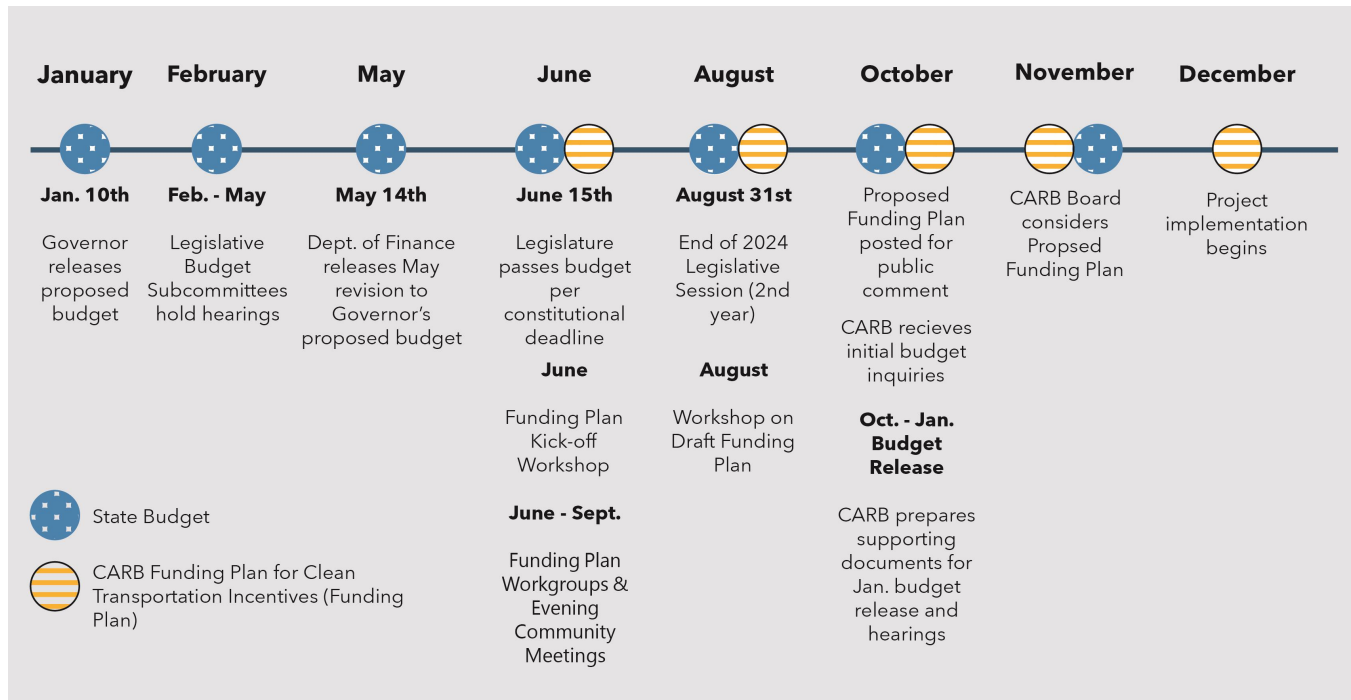 January
Jan. 10th
Governor
releases
proposed
budget
February
Feb. - May
Legislative
Budget
Subcommittees
hold hearings
May
May 14th
Dept. of Finance
releases May
revision to
Governor’s
proposed budget
June
June 15th
Legislature
passes budget
per
constitutional
deadline
June
Funding Plan
Kick-off
Workshop
June - Sept.
Funding Plan
Workgroups &
Evening
Community
Meetings
August
August 31st
End of 2024
Legislative
Session (2nd
year)
August
Workshop on
Draft Funding
Plan
October
Proposed
Funding Plan
posted for
public
comment
CARB recieves
initial budget
inquiries
Oct. - Jan.
Budget
Release
CARB prepares
supporting
documents for
Jan. budget
release and
hearings
November
CARB Board
considers
Propsed
Funding Plan
December
Project
implementation
begins
State Budget
CARB Funding Plan for Clean
Transportation Incentives (Funding
Plan)